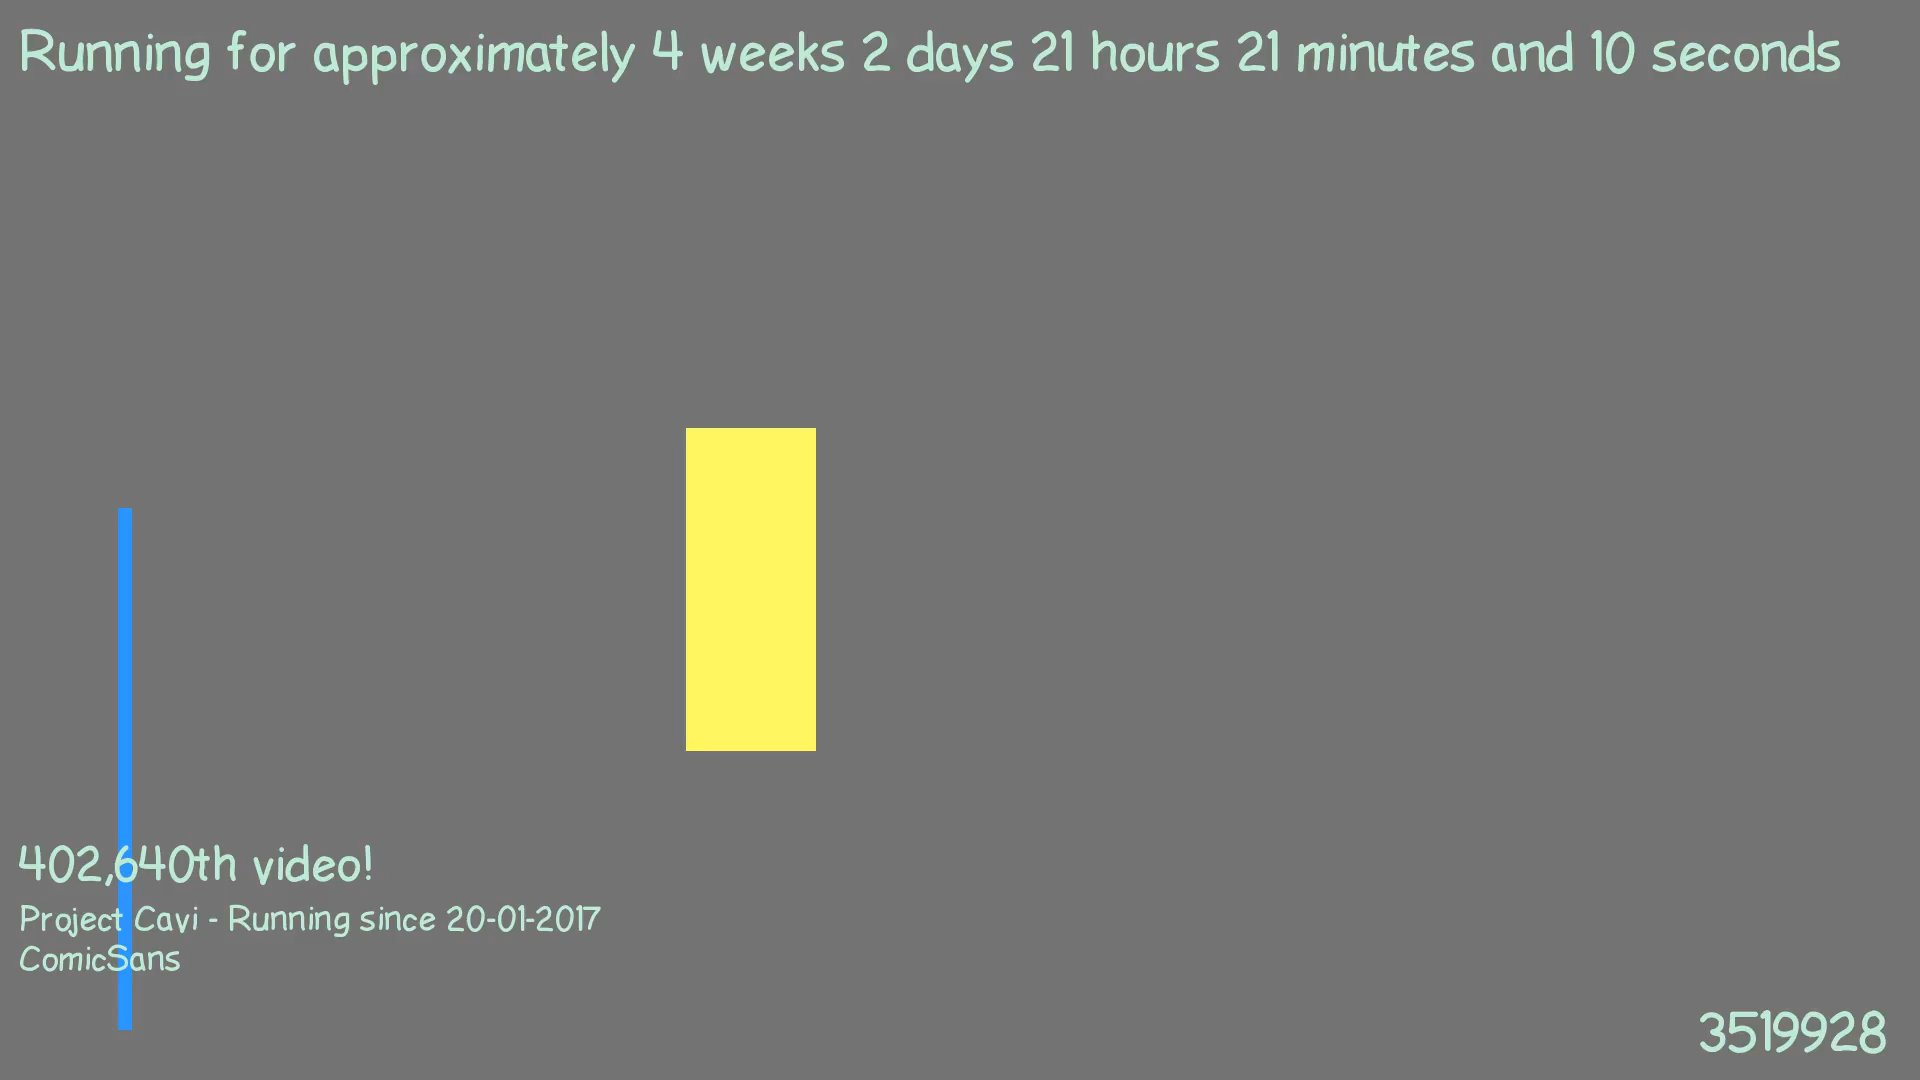 Running for approximately 4 weeks 2 days 21 hours 21 minutes and 10 seconds
402,640th video!
Project Cavi - Running since 20-01-2017
ComicSans
3519928